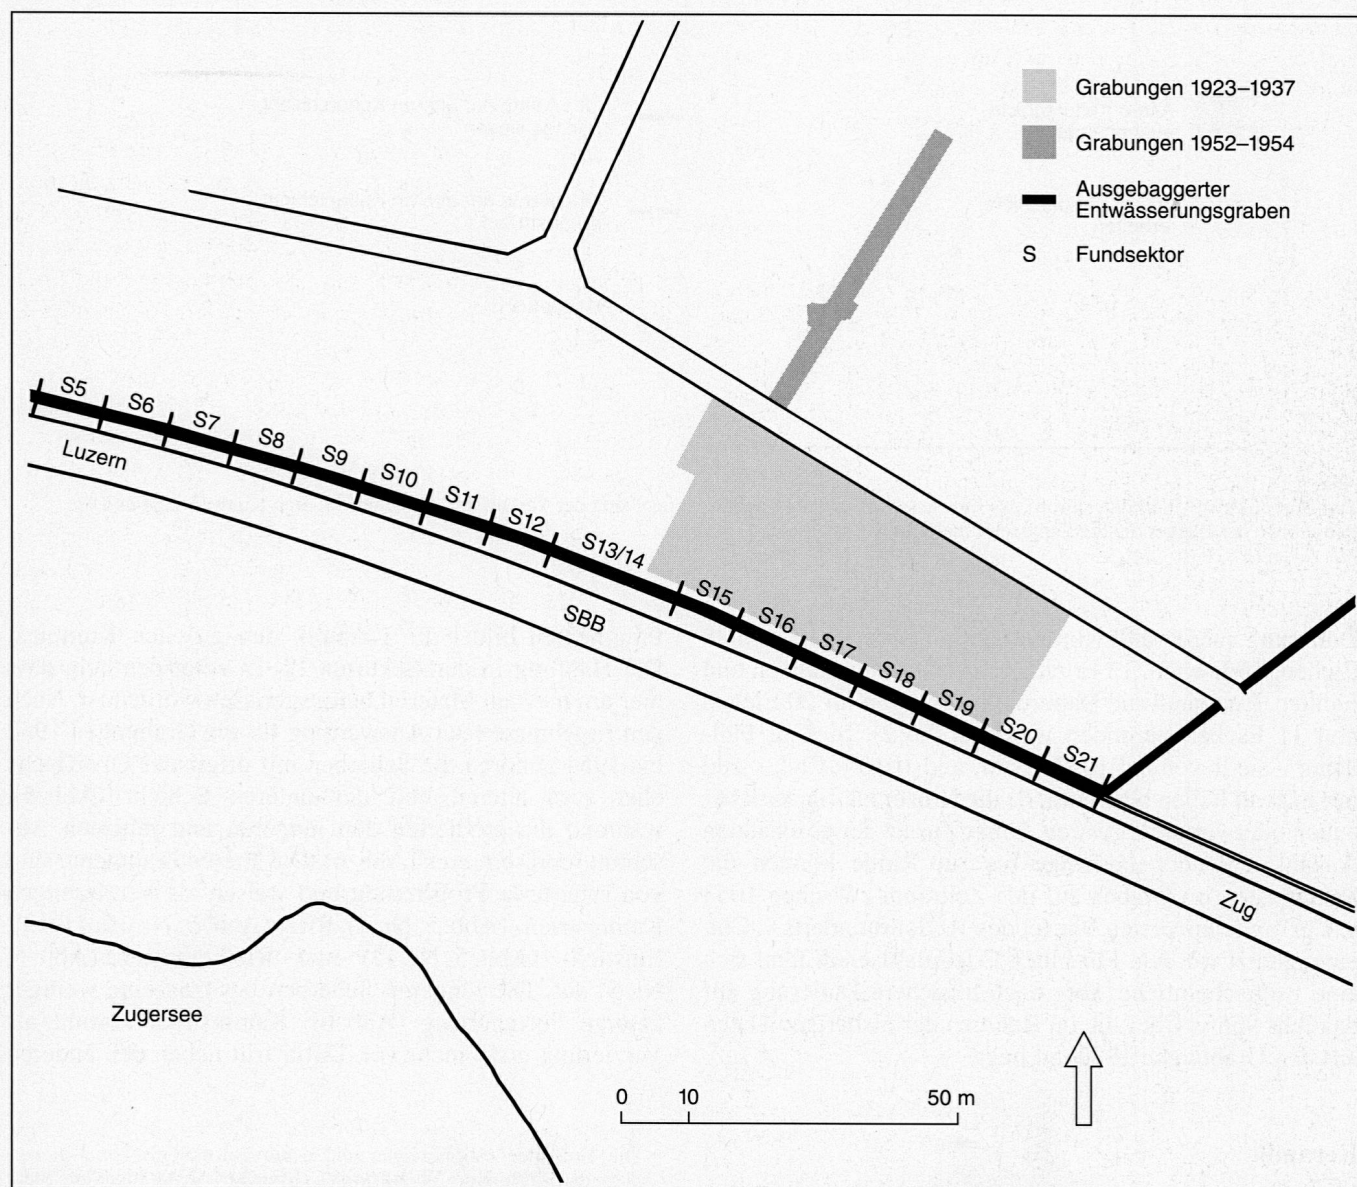 Grabungen 1923–1937
Grabungen 1952–1954
Ausgebaggerter
Entwässerungsgraben
S Fundsektor
S5
S6
S7
S8
S9
S10
S11
S12
S13/14
S15
S16
S17
S18
S19
S20
S21
Luzern
SBB
Zug
Zugersee
0 10 50 m